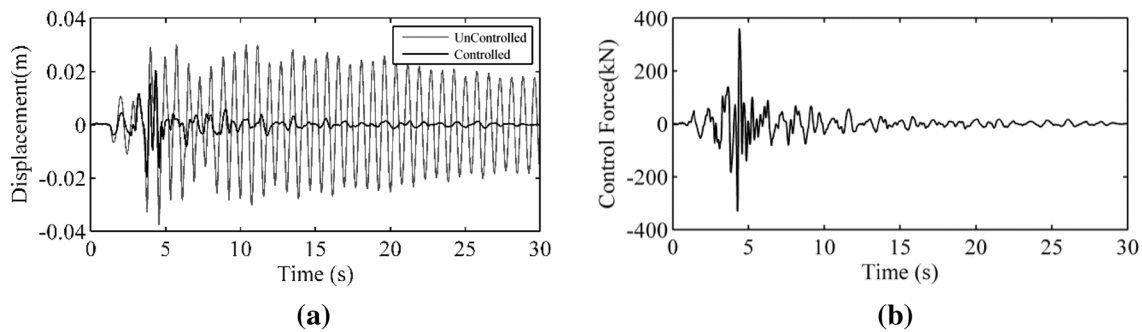 0.04
0.02
0
-0.02
-0.04
Displacement(m)
UnControlled
Controlled
0 5 10 15 20 25 30
Time (s)
(a)
400
200
0
-200
-400
Control Force(kN)
0 5 10 15 20 25 30
Time (s)
(b)